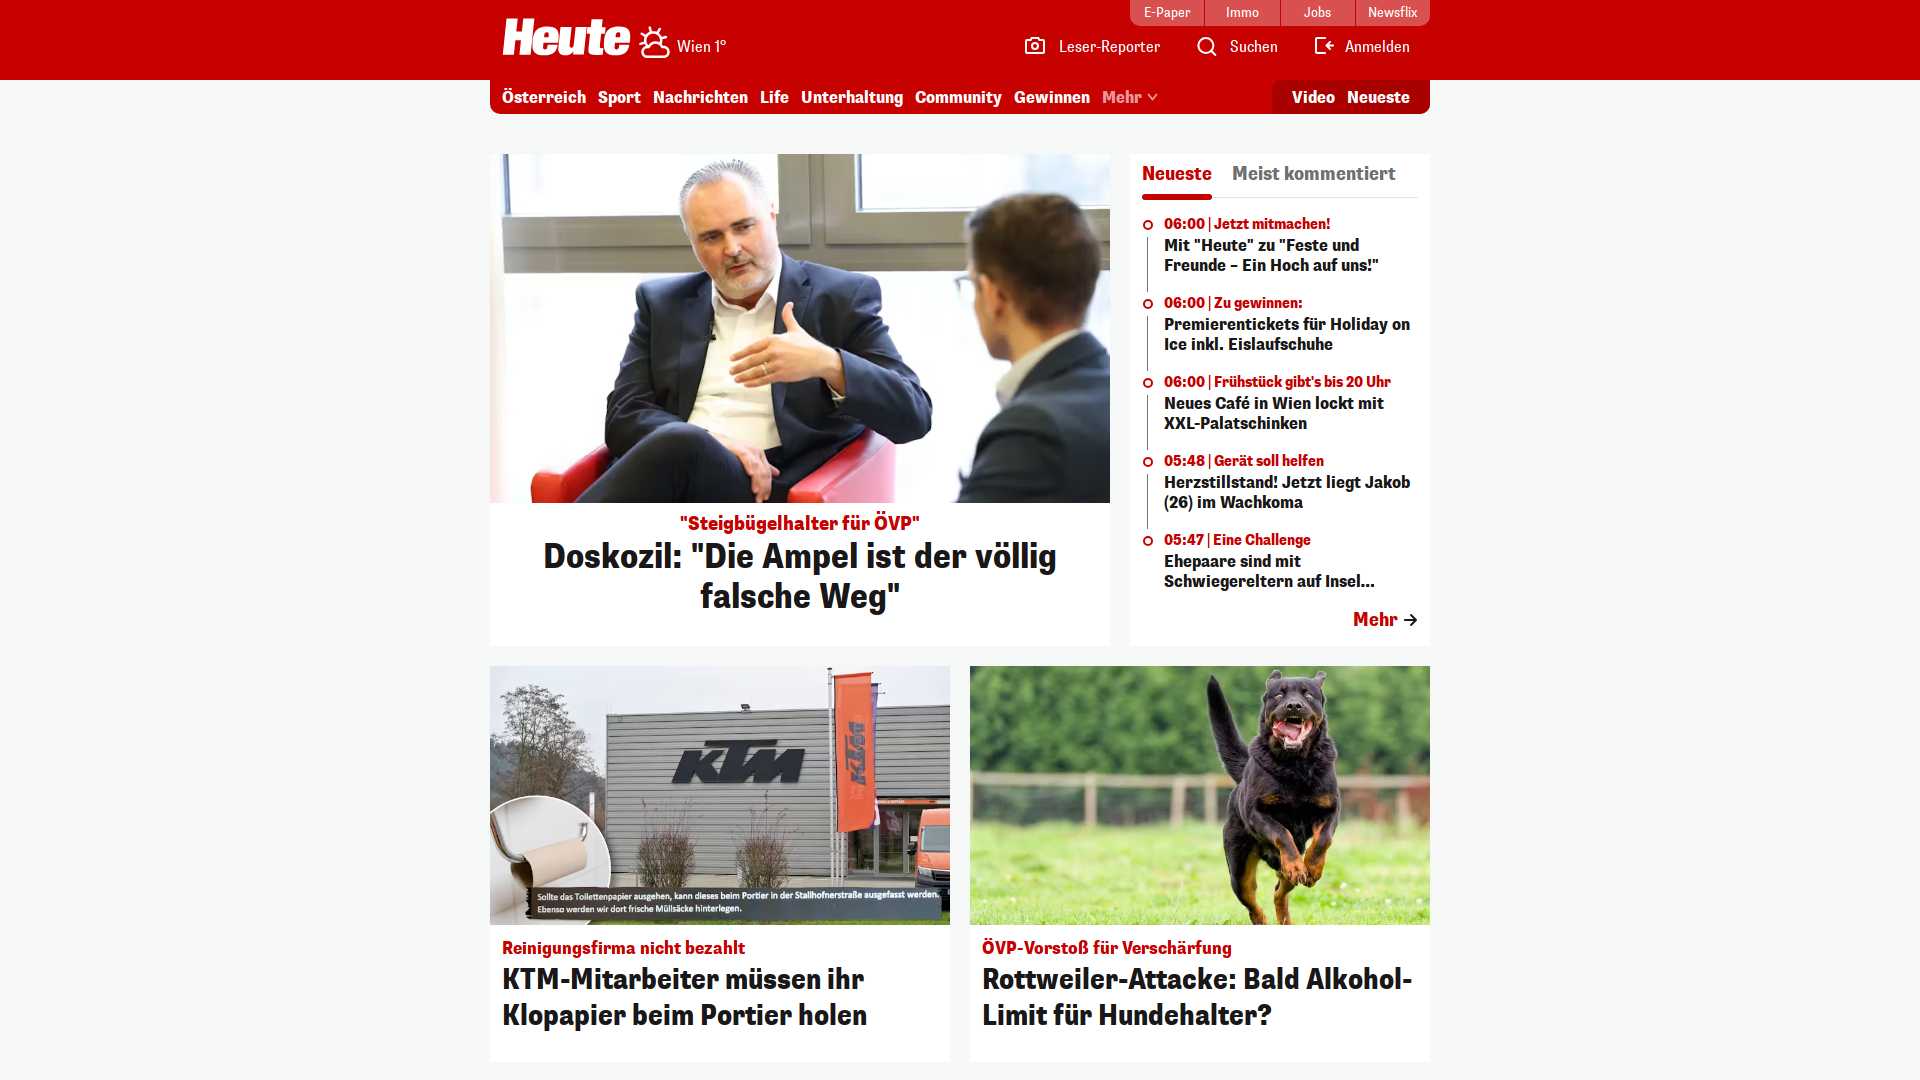 E-Paper
Immo
Jobs
Newsflix
Heute
Wien 1°
Leser-Reporter
Suchen
Anmelden
Österreich
Sport
Nachrichten
Life
Unterhaltung
Community
Gewinnen
Mehr
Video
Neueste
"Steigbügelhalter für ÖVP"
Doskozil: "Die Ampel ist der völlig
falsche Weg"
Neueste
Meist kommentiert
06:00 | Jetzt mitmachen!
Mit "Heute" zu "Feste und
Freunde – Ein Hoch auf uns!"
06:00 | Zu gewinnen:
Premierentickets für Holiday on
Ice inkl. Eislaufschuhe
06:00 | Frühstück gibt's bis 20 Uhr
Neues Café in Wien lockt mit
XXL-Palatschinken
05:48 | Gerät soll helfen
Herzstillstand! Jetzt liegt Jakob
(26) im Wachkoma
05:47 | Eine Challenge
Ehepaare sind mit
Schwiegereltern auf Insel...
Mehr
KTM
KTM
Sollte das Toilettenpapier ausgehen, kann dieses beim Portier in der Stallhofnerstraße ausgefasst werden.
Ebenso werden wir dort frische Müllsäcke hinterlegen.
Reinigungsfirma nicht bezahlt
KTM-Mitarbeiter müssen ihr
Klopapier beim Portier holen
ÖVP-Vorstoß für Verschärfung
Rottweiler-Attacke: Bald Alkohol-
Limit für Hundehalter?